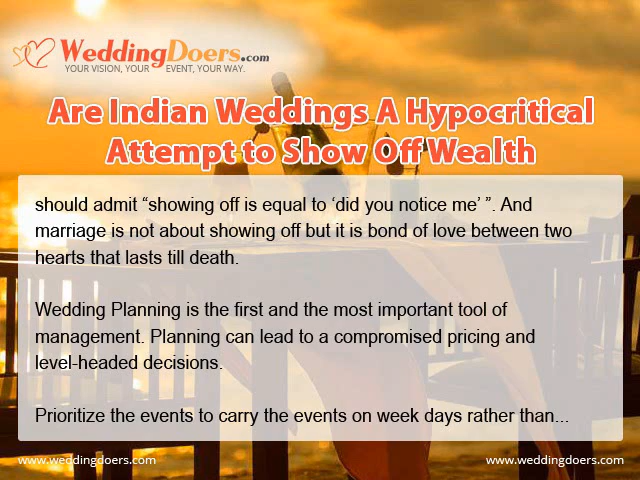 WeddingDoers.com
YOUR VISION, YOUR EVENT, YOUR WAY.
Are Indian Weddings A Hypocritical
Attempt to Show Off Wealth
should admit “showing off is equal to ‘did you notice me’ ”. And
marriage is not about showing off but it is bond of love between two
hearts that lasts till death.
Wedding Planning is the first and the most important tool of
management. Planning can lead to a compromised pricing and
level-headed decisions.
Prioritize the events to carry the events on week days rather than...
www.weddingdoers.com
www.weddingdoers.com